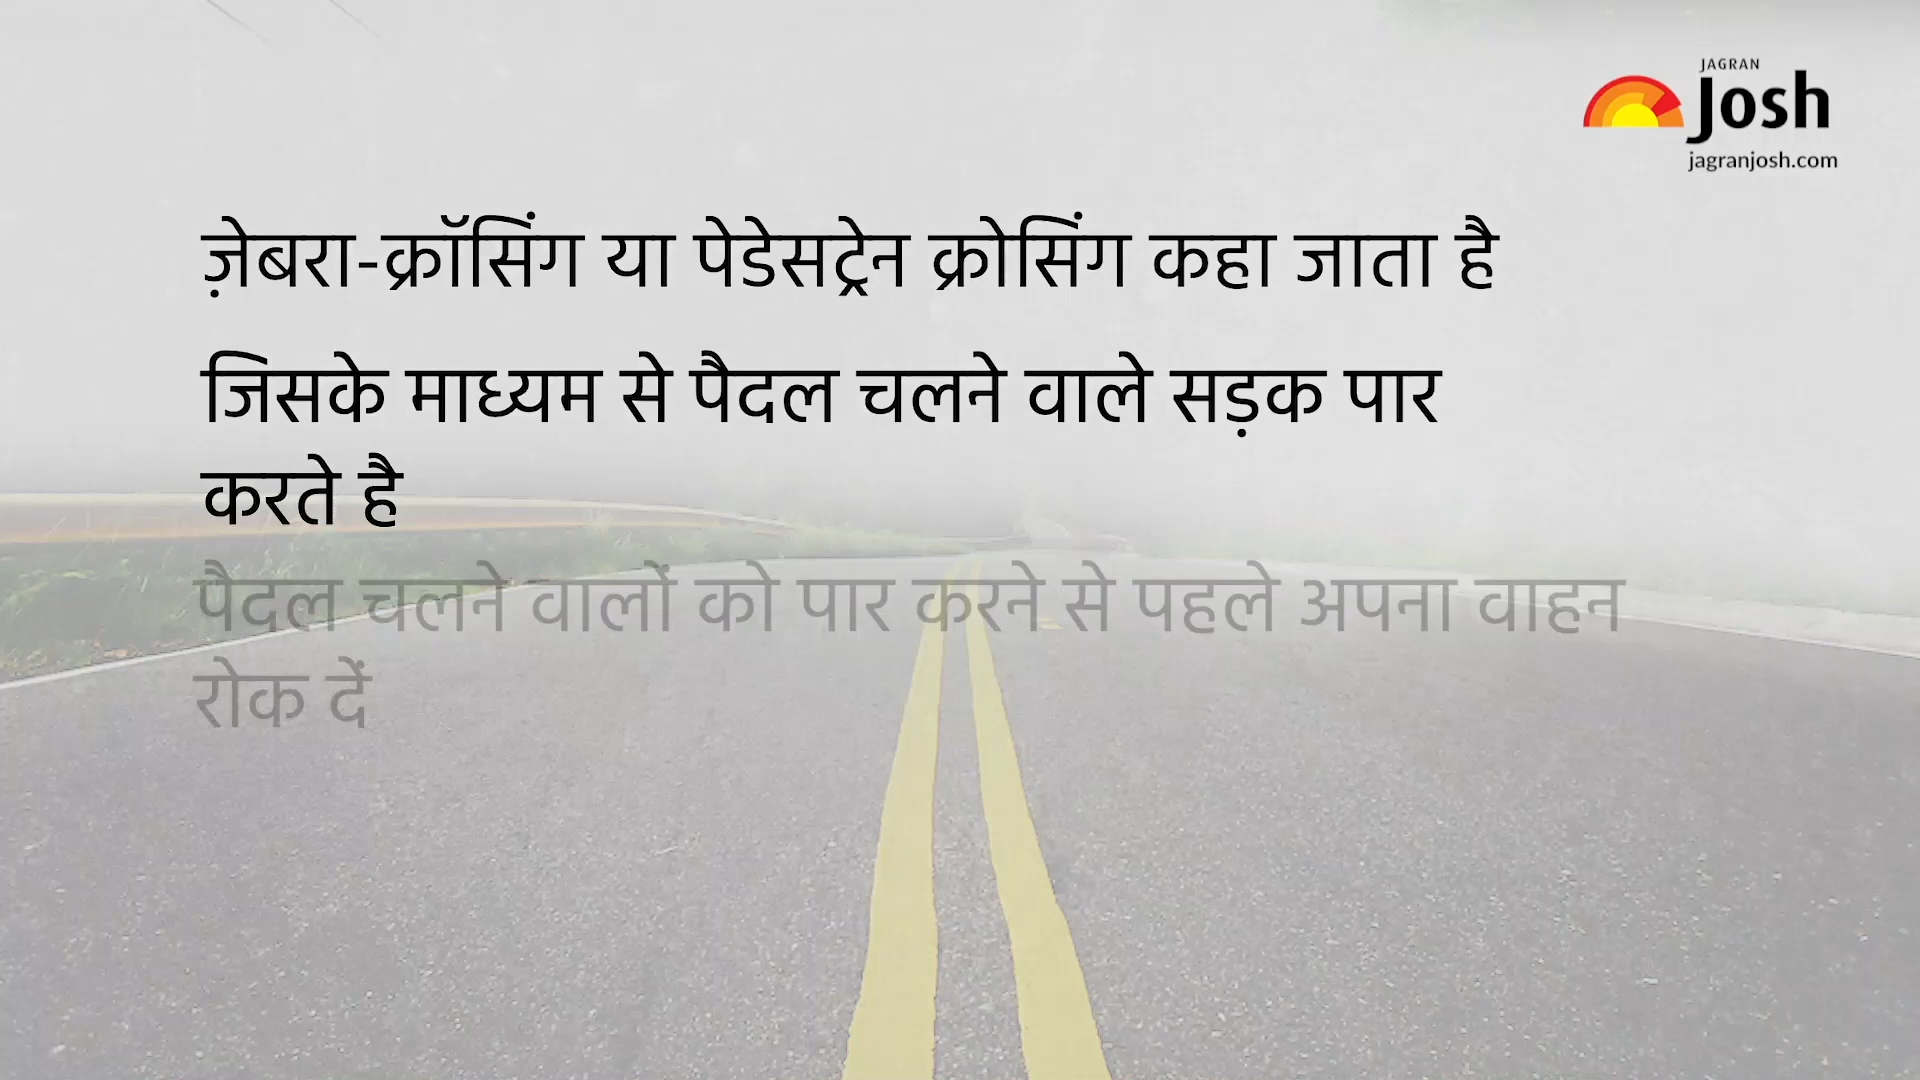 JAGRAN
Josh
jagranjosh.com
ज़ेबरा-क्रॉसिंग या पेडेसट्रेन क्रोसिंग कहा जाता है
जिसके माध्यम से पैदल चलने वाले सड़क पार
करते है
पैदल चलने वालों को पार करने से पहले अपना वाहन
रोक दें